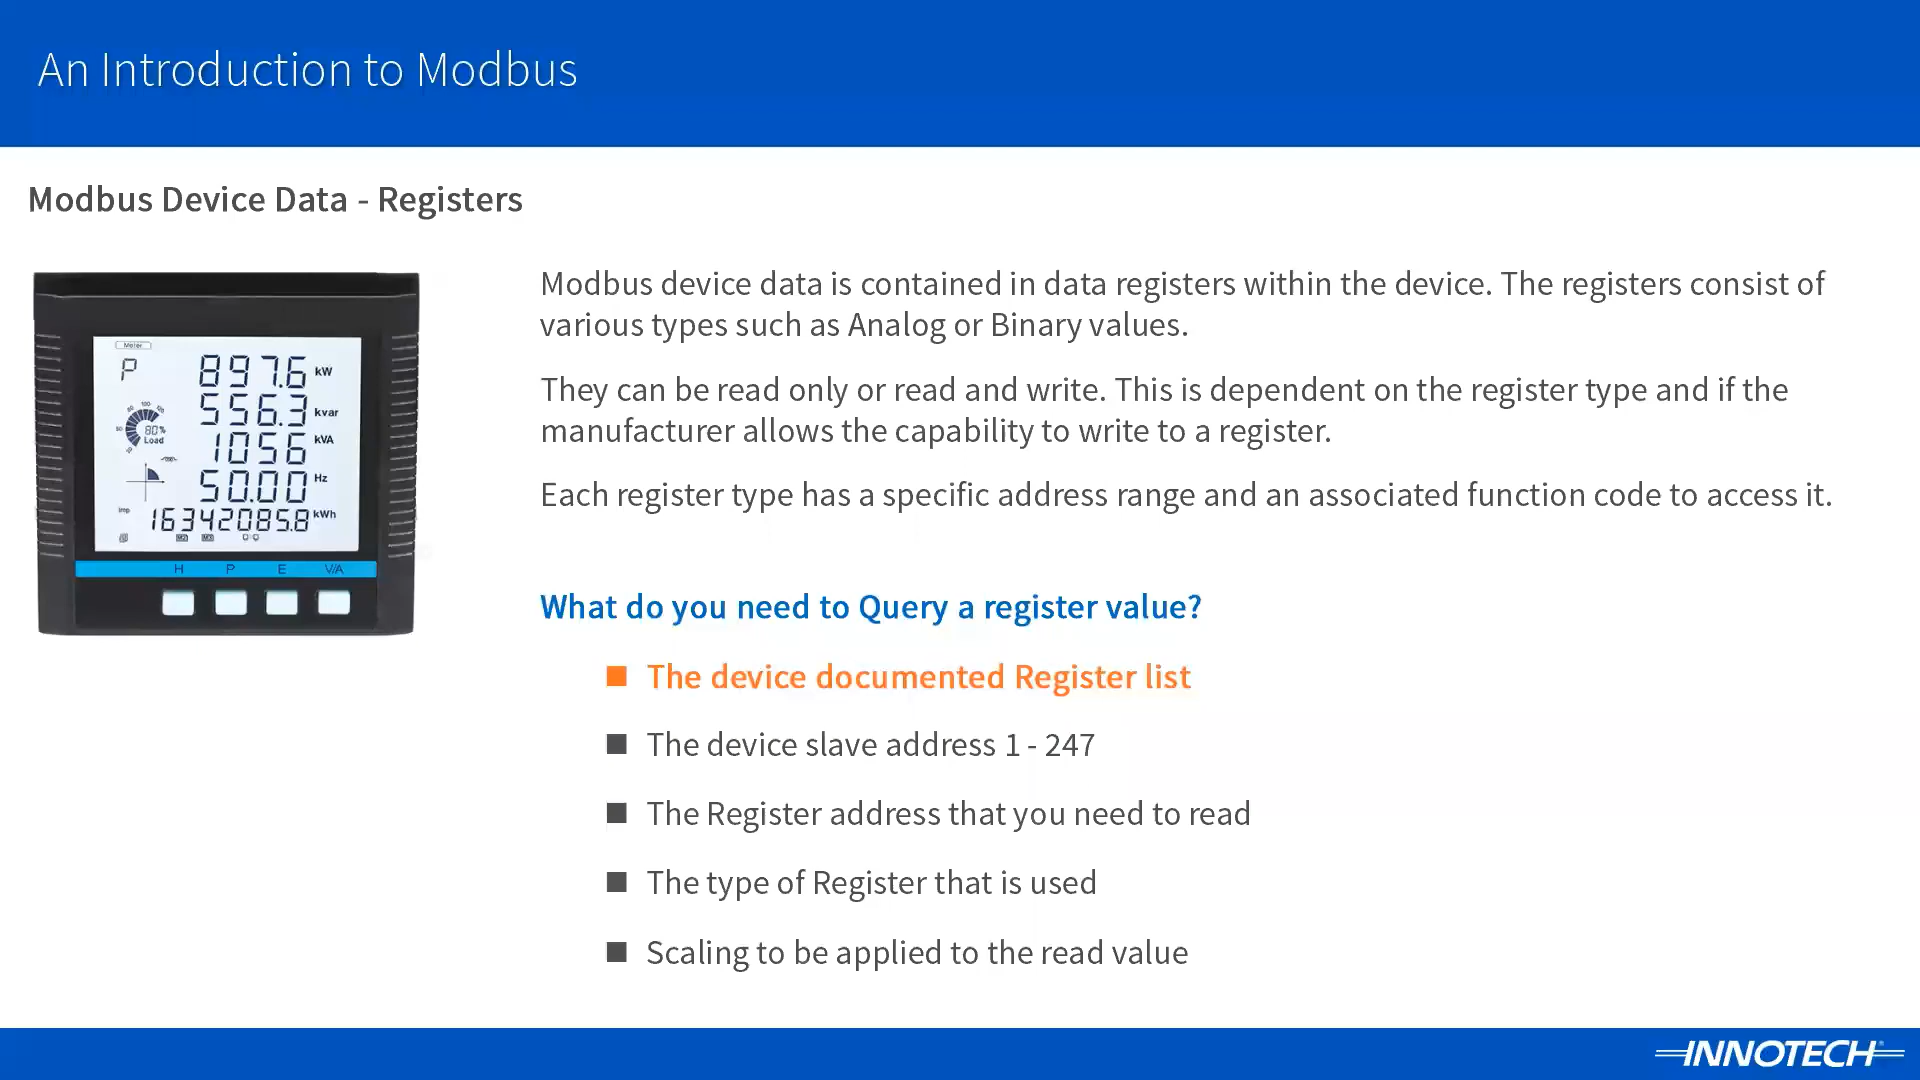 An Introduction to Modbus
Modbus Device Data - Registers
Meter
P
897.6 kW
556.3 kvar
80%
Load
1056 kVA
50.00 Hz
Imp.
16342085.8 kWh
H P E V/A
Modbus device data is contained in data registers within the device. The registers consist of
various types such as Analog or Binary values.
They can be read only or read and write. This is dependent on the register type and if the
manufacturer allows the capability to write to a register.
Each register type has a specific address range and an associated function code to access it.
What do you need to Query a register value?
The device documented Register list
The device slave address 1 - 247
The Register address that you need to read
The type of Register that is used
Scaling to be applied to the read value
INNOTECH